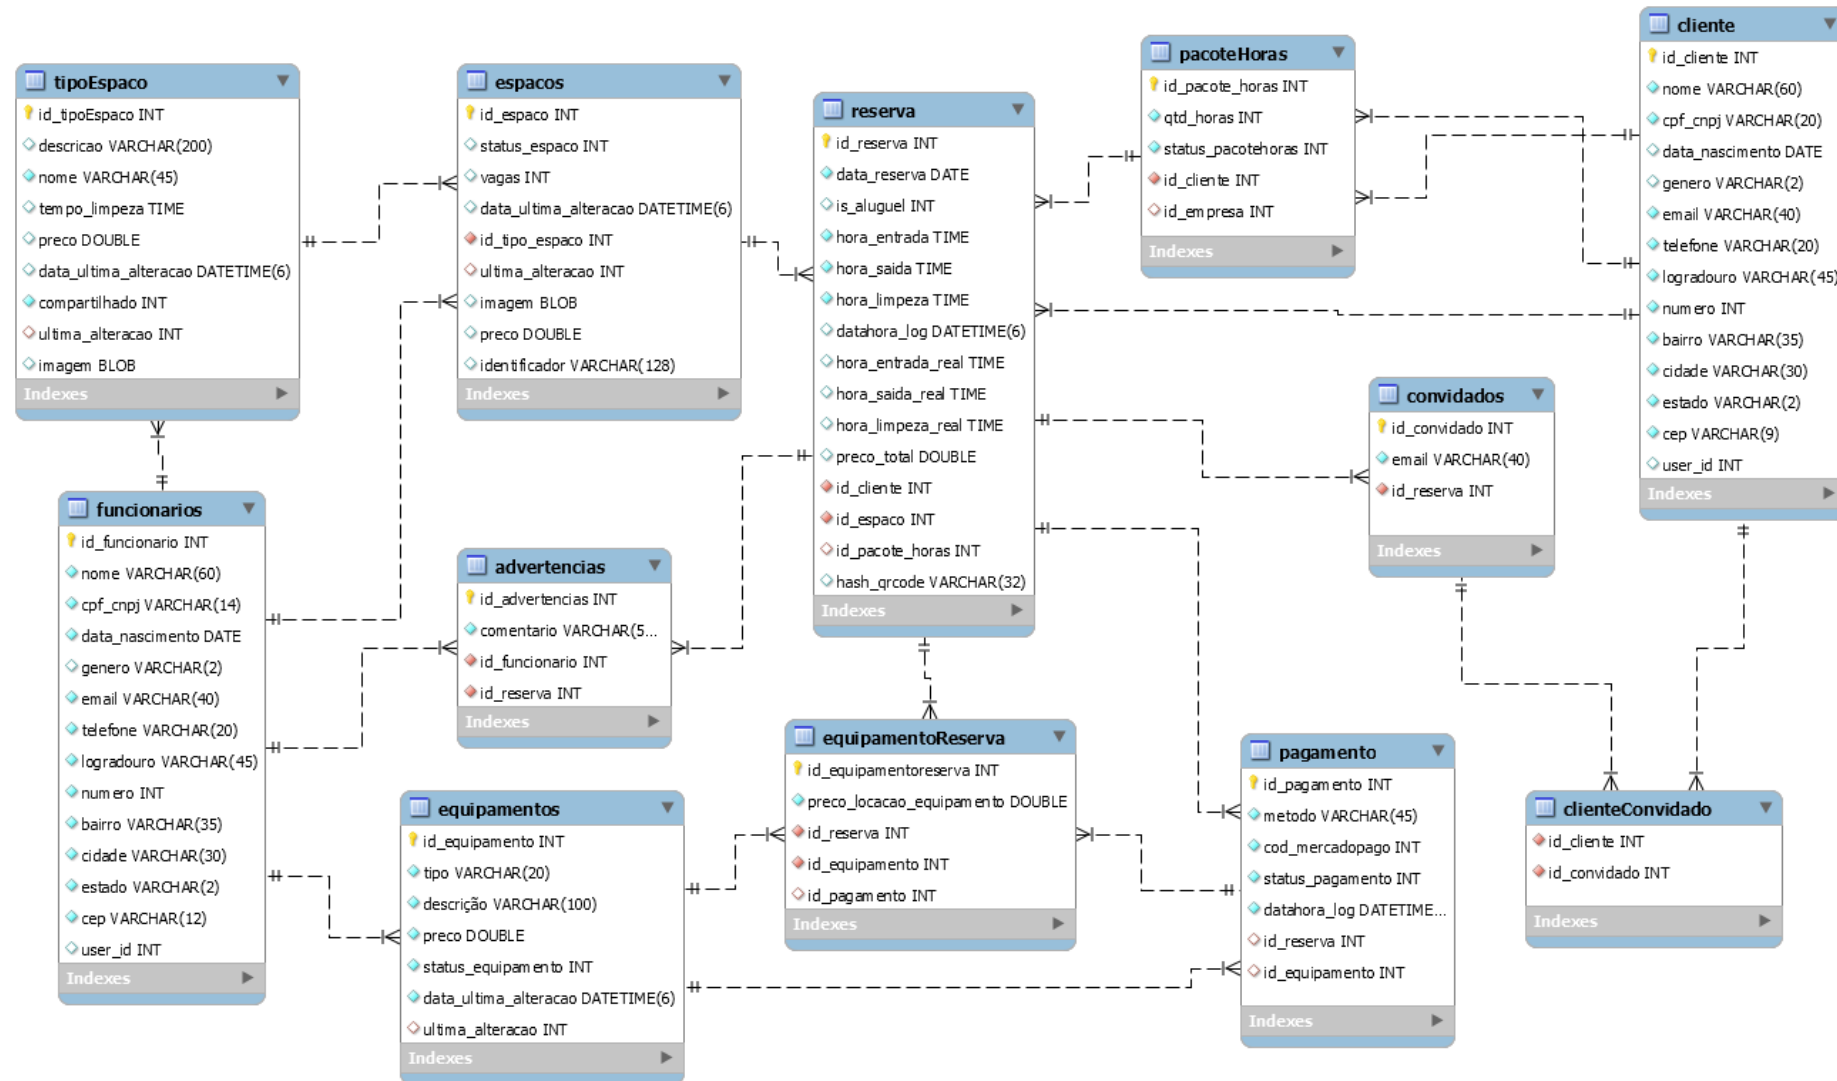 tipoEspaco
id_tipoEspaco INT
descricao VARCHAR(200)
nome VARCHAR(45)
tempo_limpeza TIME
preco DOUBLE
data_ultima_alteracao DATETIME(6)
compartilhado INT
ultima_alteracao INT
imagem BLOB
Indexes
espacos
id_espaco INT
status_espaco INT
vagas INT
data_ultima_alteracao DATETIME(6)
id_tipo_espaco INT
ultima_alteracao INT
imagem BLOB
preco DOUBLE
identificador VARCHAR(128)
Indexes
reserva
id_reserva INT
data_reserva DATE
is_aluguel INT
hora_entrada TIME
hora_saida TIME
hora_limpeza TIME
datahora_log DATETIME(6)
hora_entrada_real TIME
hora_saida_real TIME
hora_limpeza_real TIME
preco_total DOUBLE
id_cliente INT
id_espaco INT
id_pacote_horas INT
hash_qrcode VARCHAR(32)
Indexes
pacoteHoras
id_pacote_horas INT
qtd_horas INT
status_pacotehoras INT
id_cliente INT
id_empresa INT
Indexes
cliente
id_cliente INT
nome VARCHAR(60)
cpf_cnpj VARCHAR(20)
data_nascimento DATE
genero VARCHAR(2)
email VARCHAR(40)
telefone VARCHAR(20)
logradouro VARCHAR(45)
numero INT
bairro VARCHAR(35)
cidade VARCHAR(30)
estado VARCHAR(2)
cep VARCHAR(9)
user_id INT
Indexes
convidados
id_convidado INT
email VARCHAR(40)
id_reserva INT
Indexes
funcionarios
id_funcionario INT
nome VARCHAR(60)
cpf_cnpj VARCHAR(14)
data_nascimento DATE
genero VARCHAR(2)
email VARCHAR(40)
telefone VARCHAR(20)
logradouro VARCHAR(45)
numero INT
bairro VARCHAR(35)
cidade VARCHAR(30)
estado VARCHAR(2)
cep VARCHAR(12)
user_id INT
Indexes
advertencias
id_advertencias INT
comentario VARCHAR(5...
id_funcionario INT
id_reserva INT
Indexes
equipamentoReserva
id_equipamentoreserva INT
preco_locacao_equipamento DOUBLE
id_reserva INT
id_equipamento INT
id_pagamento INT
Indexes
equipamentos
id_equipamento INT
tipo VARCHAR(20)
descrição VARCHAR(100)
preco DOUBLE
status_equipamento INT
data_ultima_alteracao DATETIME(6)
ultima_alteracao INT
Indexes
pagamento
id_pagamento INT
metodo VARCHAR(45)
cod_mercadopago INT
status_pagamento INT
datahora_log DATETIME...
id_reserva INT
id_equipamento INT
Indexes
clienteConvidado
id_cliente INT
id_convidado INT
Indexes